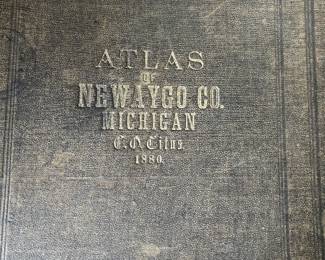 ATLAS
OF
NEWAYGO CO.
MICHIGAN
C.O. Titus.
1880.